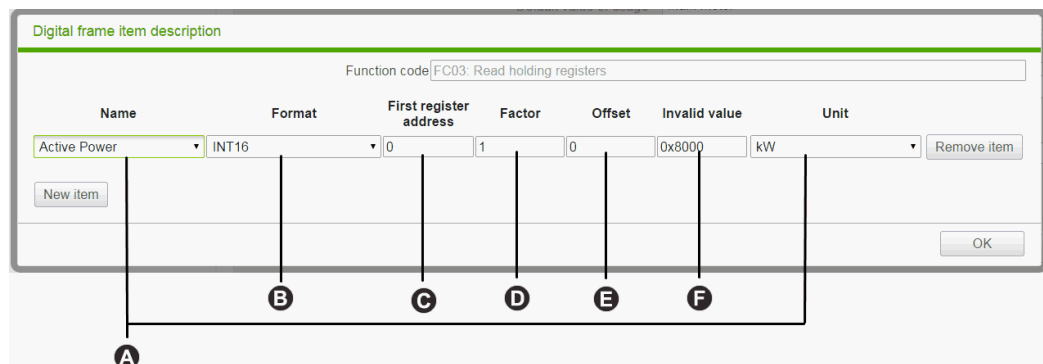 Digital frame item description
Function code FC03: Read holding registers
Name Format First register address Factor Offset Invalid value Unit
Active Power INT16 0 1 0 0x8000 kW Remove item
New item
OK
B C D E F
A